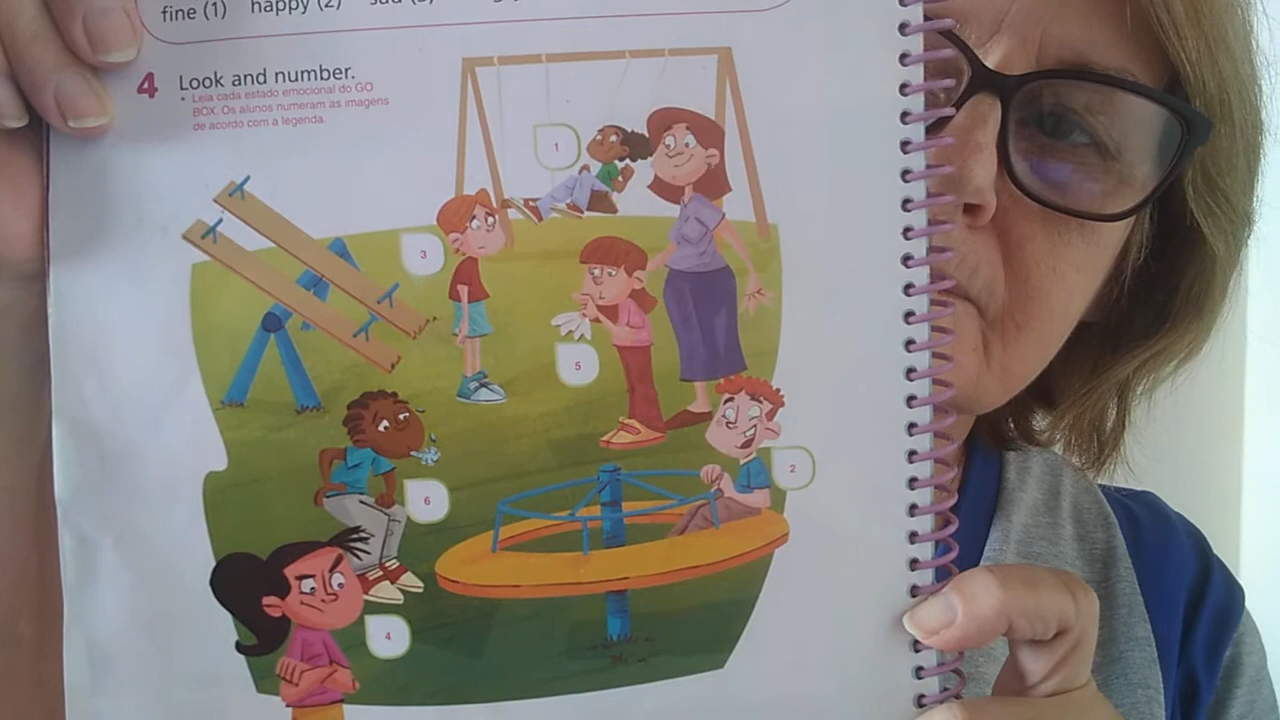 fine (1) happy (2)
4 Look and number.
• Leia cada estado emocional do GO
BOX. Os alunos numeram as imagens
de acordo com a legenda.
1
3
5
2
6
4